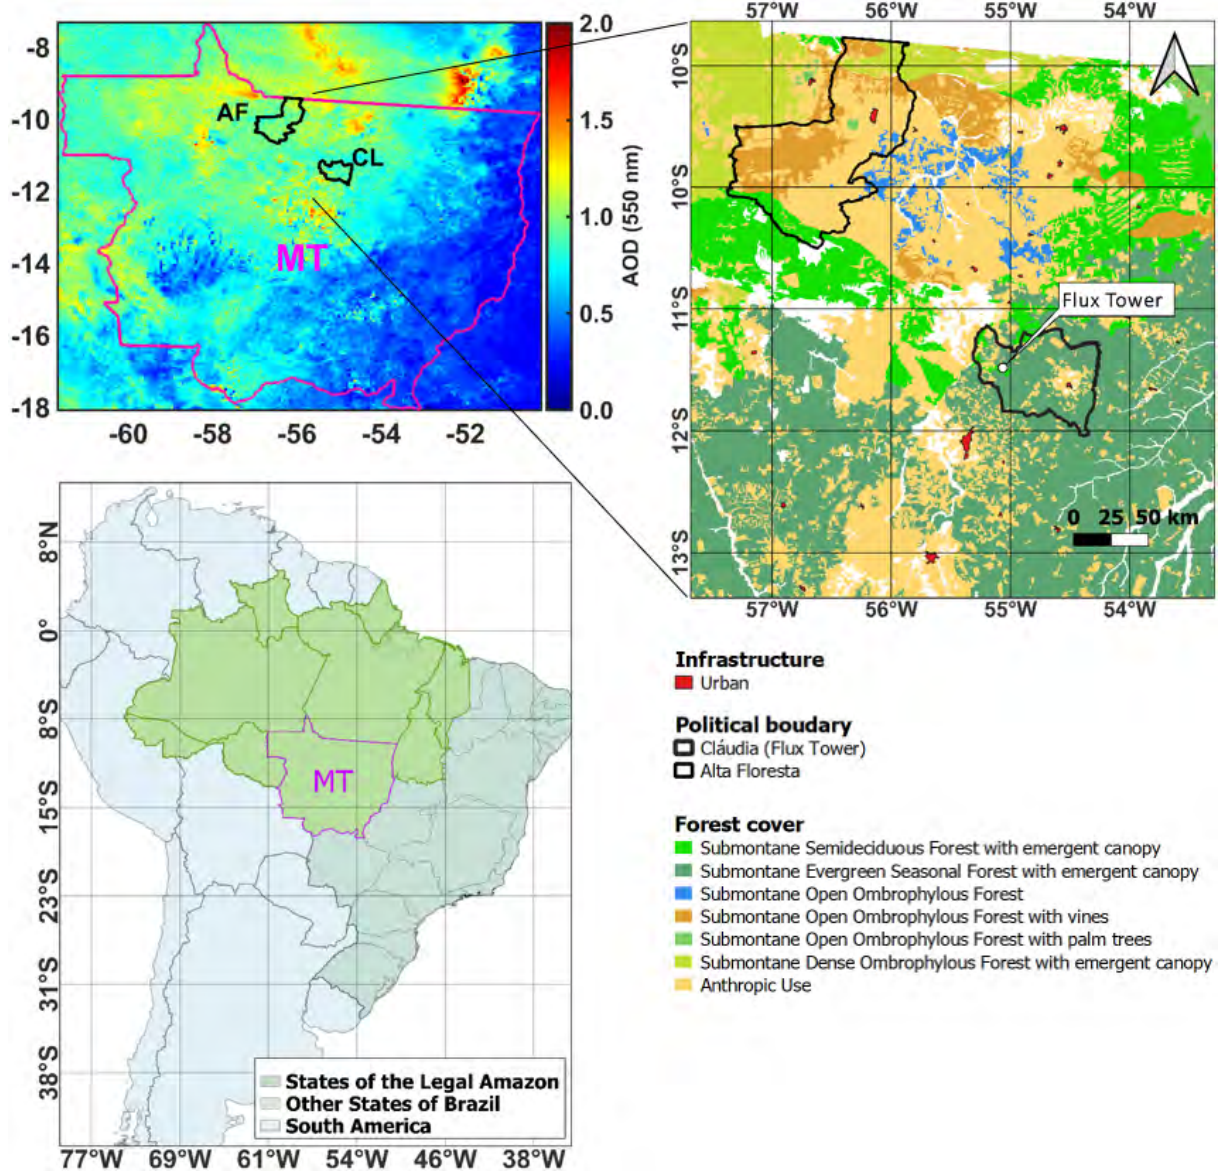 -8
-10
-12
-14
-16
-18
-60
-58
-56
-54
-52
AF
CL
MT
2.0
1.5
1.0
0.5
0.0
AOD (550 nm)
57°W
56°W
55°W
54°W
10°S
10°S
11°S
12°S
13°S
Flux Tower
0 25 50 km
57°W
56°W
55°W
54°W
8°N
0°
8°S
15°S
23°S
31°S
38°S
MT
States of the Legal Amazon
Other States of Brazil
South America
77°W
69°W
61°W
54°W
46°W
38°W
Infrastructure
Urban
Political boudary
Cláudia (Flux Tower)
Alta Floresta
Forest cover
Submontane Semideciduous Forest with emergent canopy
Submontane Evergreen Seasonal Forest with emergent canopy
Submontane Open Ombrophylous Forest
Submontane Open Ombrophylous Forest with vines
Submontane Open Ombrophylous Forest with palm trees
Submontane Dense Ombrophylous Forest with emergent canopy
Anthropic Use